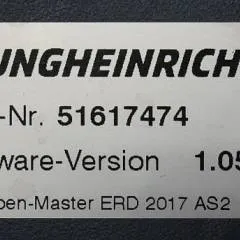 UNGHEINRICH
-Nr. 51617474
ware-Version 1.05
pen-Master ERD 2017 AS2